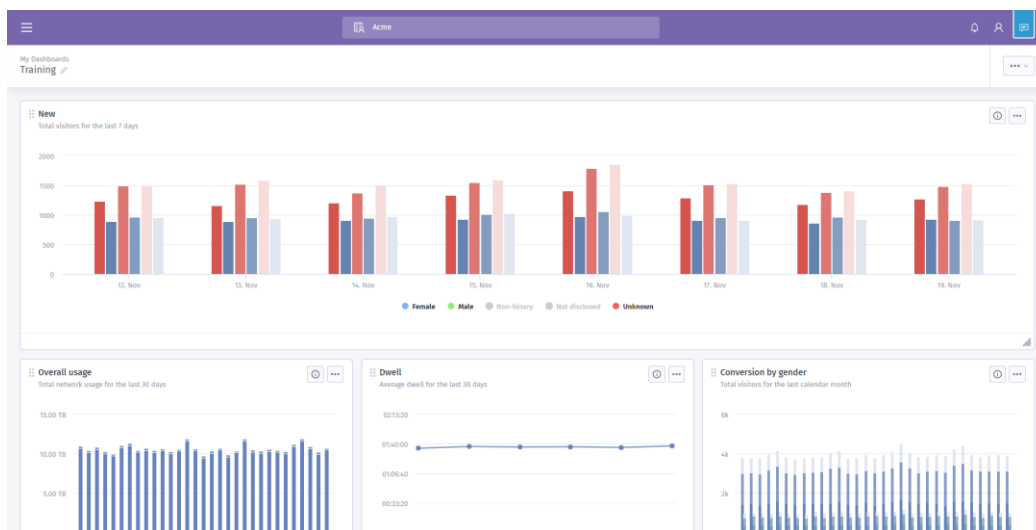 Acme
My Dashboards
Training
New
Total visitors for the last 7 days
2000
1500
1000
500
0
12. Nov 13. Nov 14. Nov 15. Nov 16. Nov 17. Nov 18. Nov 19. Nov
Female Male Non-binary Not disclosed Unknown
Overall usage
Total network usage for the last 30 days
15.00 TB
10.00 TB
5.00 TB
Dwell
Average dwell for the last 30 days
02:13:20
01:40:00
01:06:40
00:33:20
Conversion by gender
Total visitors for the last calendar month
6k
4k
2k